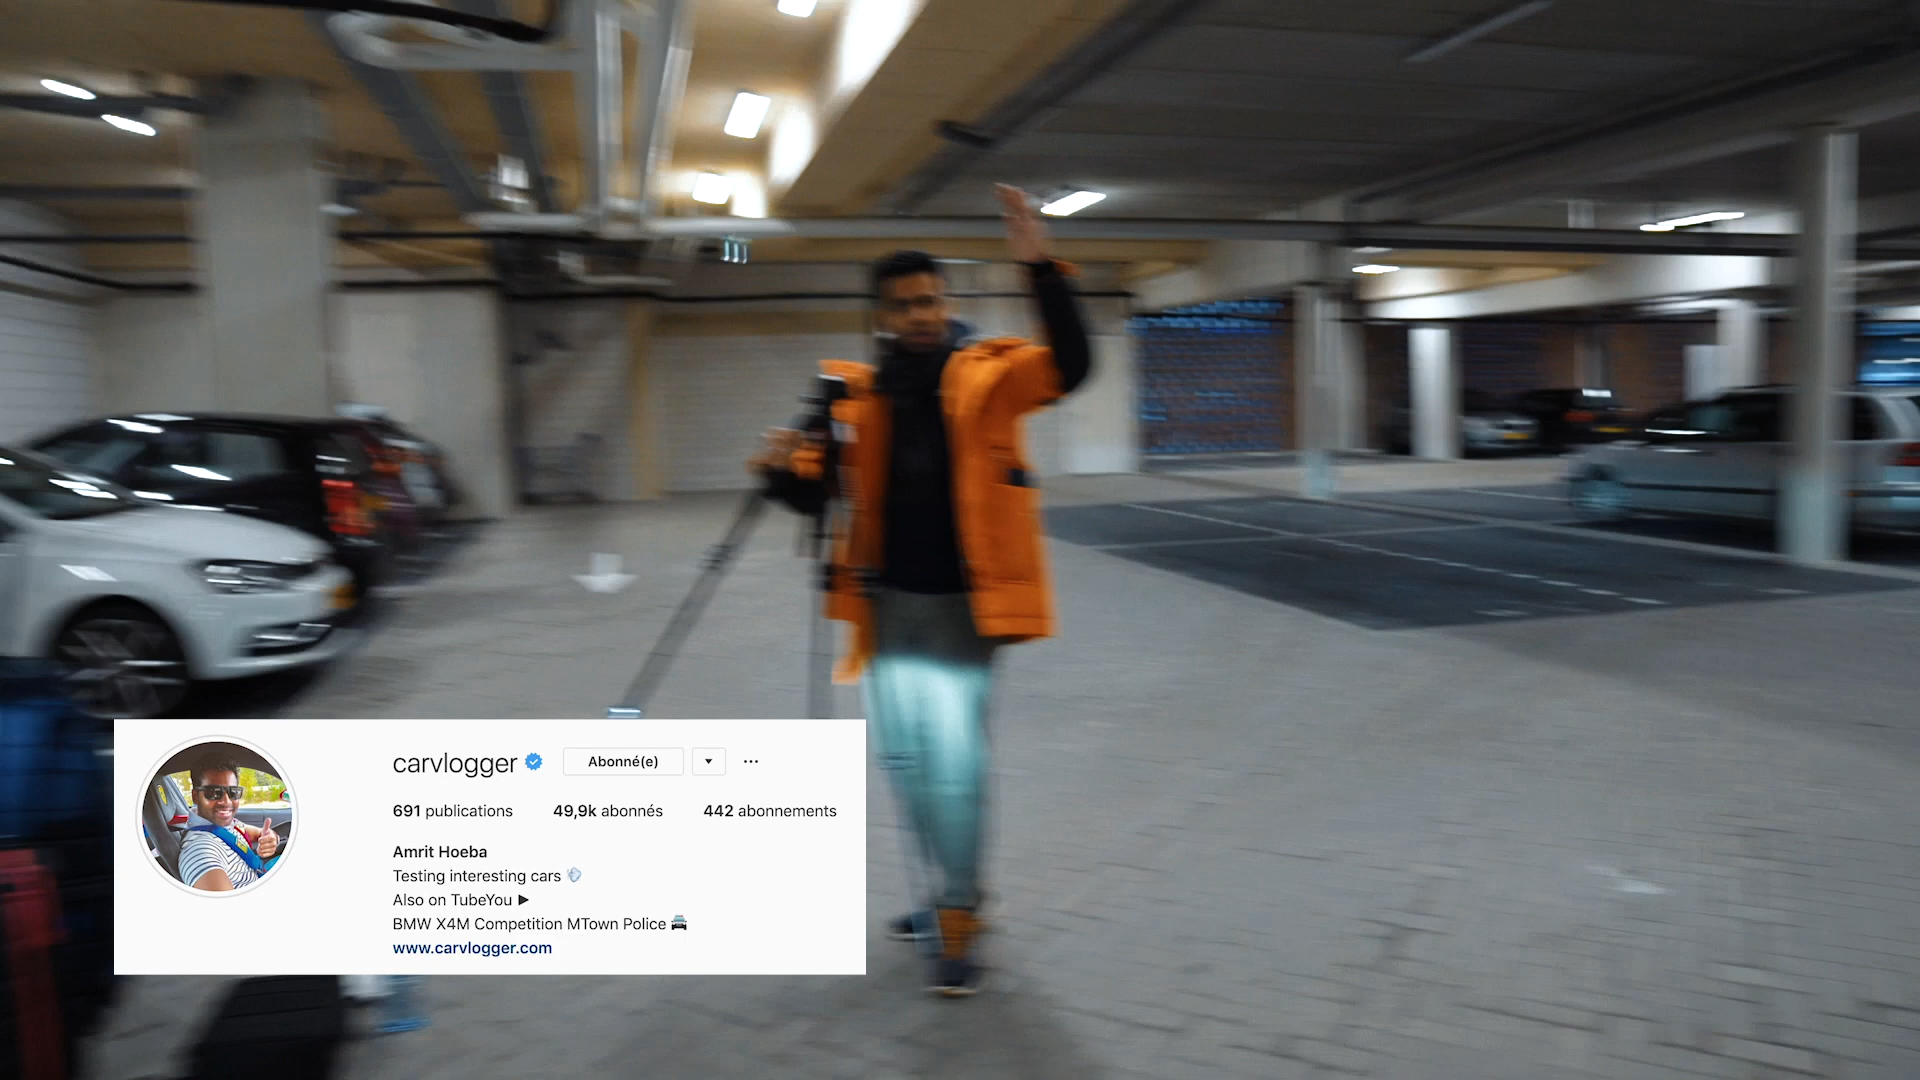 carvlogger Abonné(e)
691 publications 49,9k abonnés 442 abonnements
Amrit Hoeba
Testing interesting cars 💨
Also on TubeYou ▶
BMW X4M Competition MTown Police 🚔
www.carvlogger.com